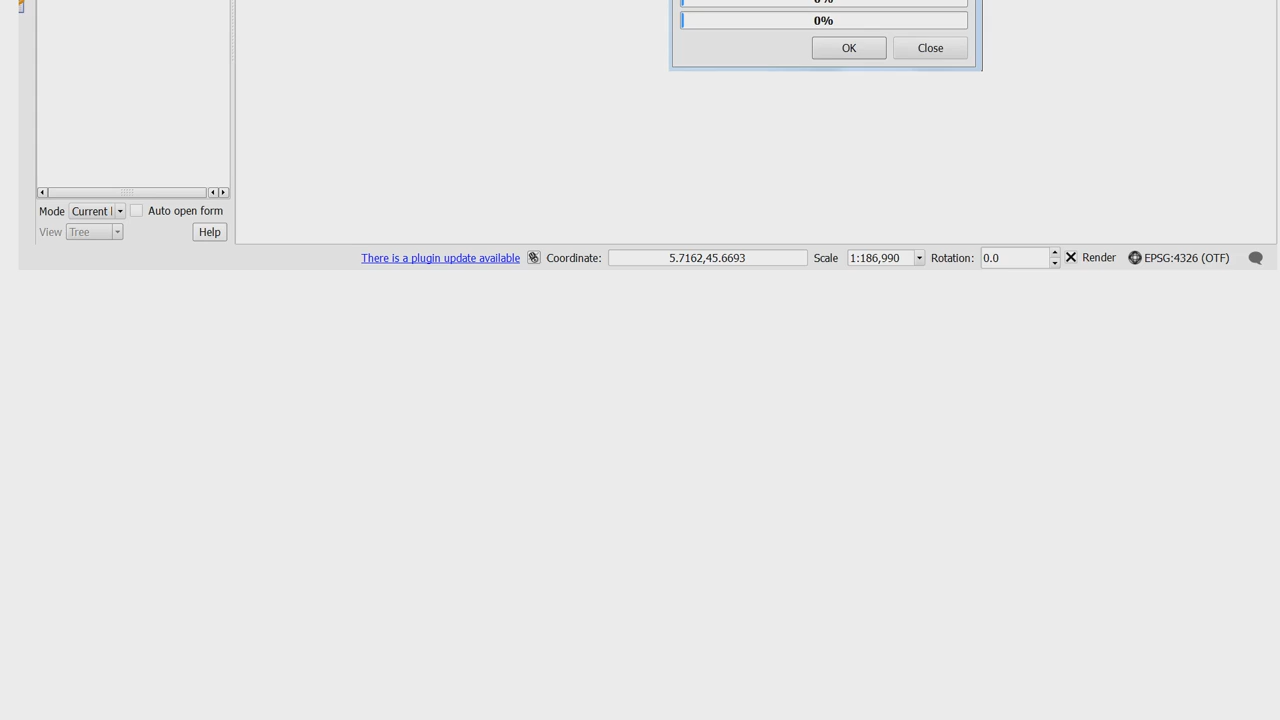 0%
0%
OK Close
Mode Current Auto open form
View Tree Help
There is a plugin update available Coordinate: 5.7162,45.6693 Scale 1:186,990 Rotation: 0.0 Render EPSG:4326 (OTF)